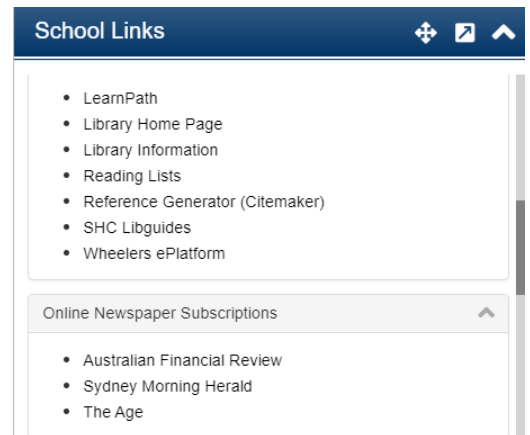 School Links
LearnPath
Library Home Page
Library Information
Reading Lists
Reference Generator (Citemaker)
SHC Libguides
Wheelers ePlatform
Online Newspaper Subscriptions
Australian Financial Review
Sydney Morning Herald
The Age